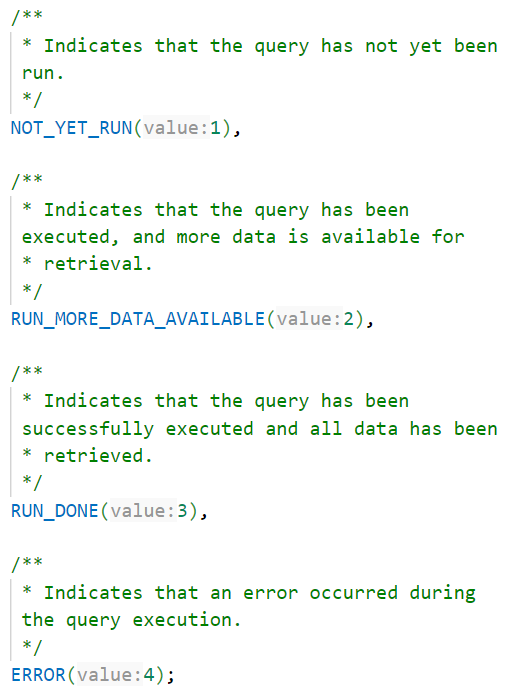 /**
* Indicates that the query has not yet been
run.
*/
NOT_YET_RUN(value:1),
/**
* Indicates that the query has been
executed, and more data is available for
* retrieval.
*/
RUN_MORE_DATA_AVAILABLE(value:2),
/**
* Indicates that the query has been
successfully executed and all data has been
* retrieved.
*/
RUN_DONE(value:3),
/**
* Indicates that an error occurred during
the query execution.
*/
ERROR(value:4);